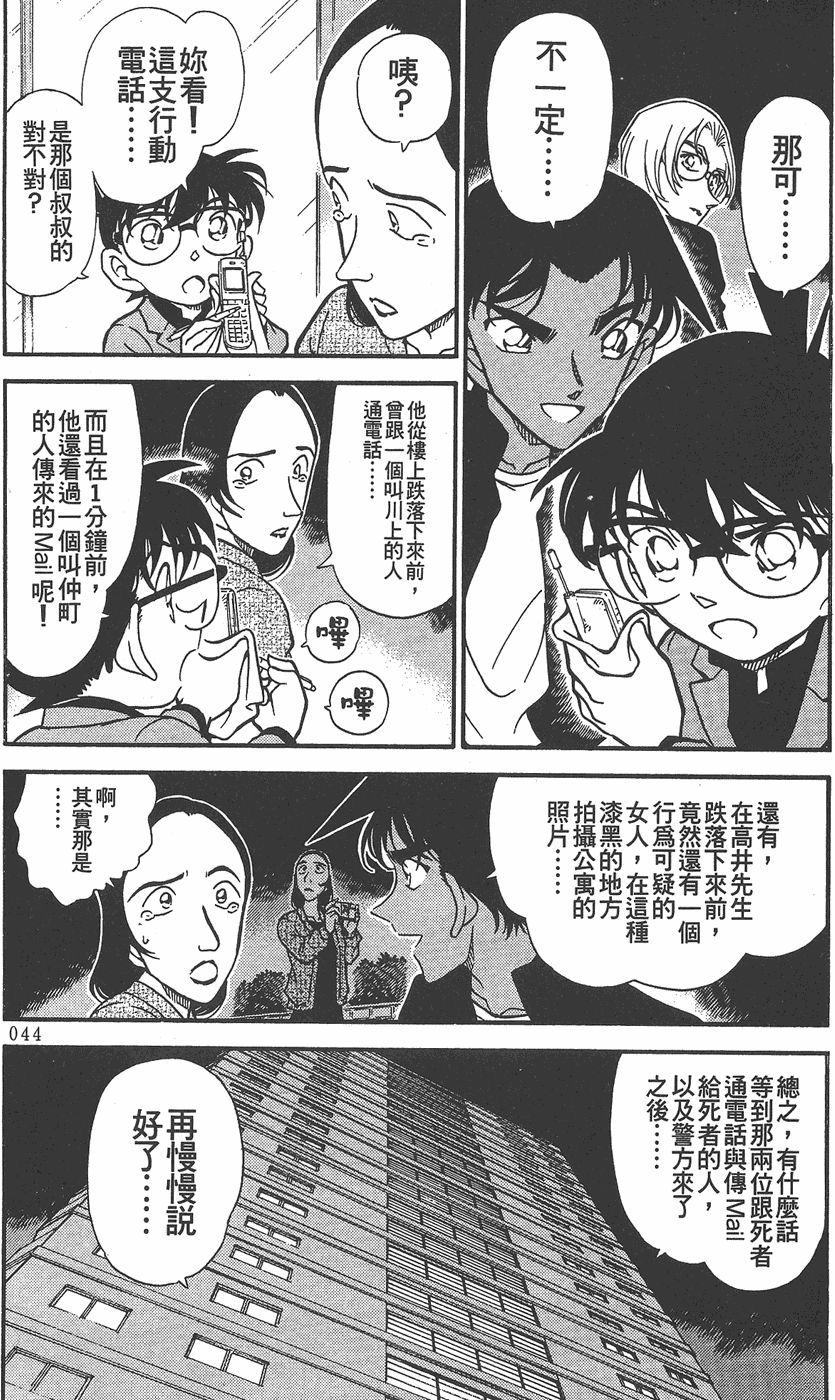 那可……
不一定……
咦？
妳看！
這支行動
電話……
是那個叔叔的
對不對？
他從樓上跌落下來前，
曾跟一個叫川上的人
通電話……
嗶
嗶
而且在1分鐘前，
他還看過一個叫仲町
的人傳來的Mail呢！
還有，
在高井先生
跌落下來前，
竟然還有一個
行爲可疑的
女人，在這種
漆黑的地方
拍攝公寓的
照片……
啊，
其實那是
……
044
總之，有什麼話
等到那兩位跟死者
通電話與傳Mail
給死者的人，
以及警方來了
之後……
再慢慢說
好了……